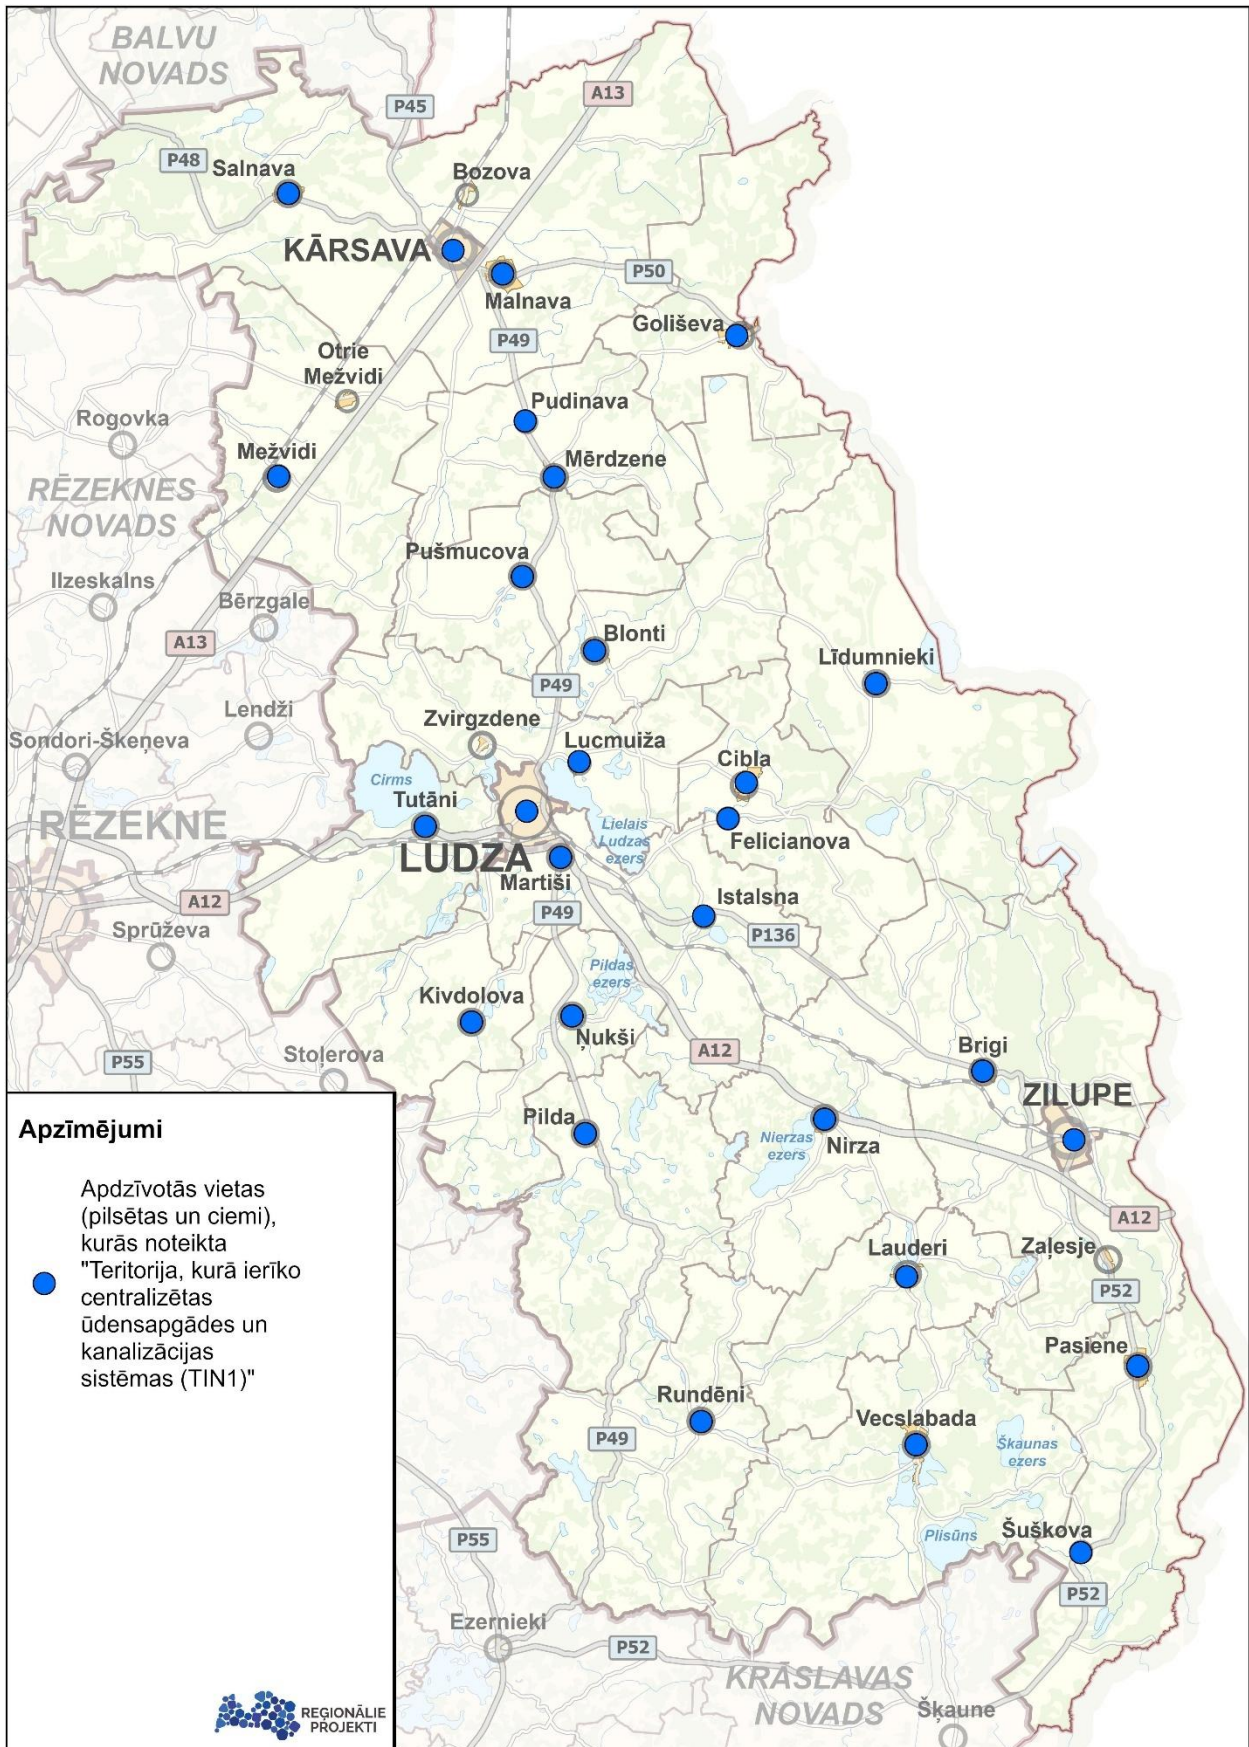 BALVU
NOVADS
A13
P45
P48
Salnava
Bozova
KĀRSAVA
P50
Malnava
Goliševa
P49
Otrie
Mežvidi
Pudinava
Rogovka
Mežvidi
Mērdzene
RĒZEKNES
NOVADS
Pušmucova
Ilzeskalns
Bērzgale
A13
Blonti
Līdumnieki
P49
Lendži
Zvirgzdene
Sondori-Škeņeva
Lucmuiža
Cibla
Cirms
Tutāni
RĒZEKNE
Lielais
Ludzas
ezers
Felicianova
LUDZA
Martiši
Istalsna
A12
P49
Sprūževa
P136
Pildas
ezers
Kivdolova
Ņukši
Stoļerova
A12
Brigi
P55
ZILUPE
Pilda
Nierzas
ezers
Nirza
A12
Lauderi
Zaļesje
P52
Pasiene
Rundēni
Vecslabada
P49
Škaunas
ezers
Plisūns
Šuškova
P55
P52
Ezernieki
P52
KRĀSLAVAS
NOVADS
Šķaune
Apzīmējumi
Apdzīvotās vietas
(pilsētas un ciemi),
kurās noteikta
"Teritorija, kurā ierīko
centralizētas
ūdensapgādes un
kanalizācijas
sistēmas (TIN1)"
REĢIONĀLIE
PROJEKTI